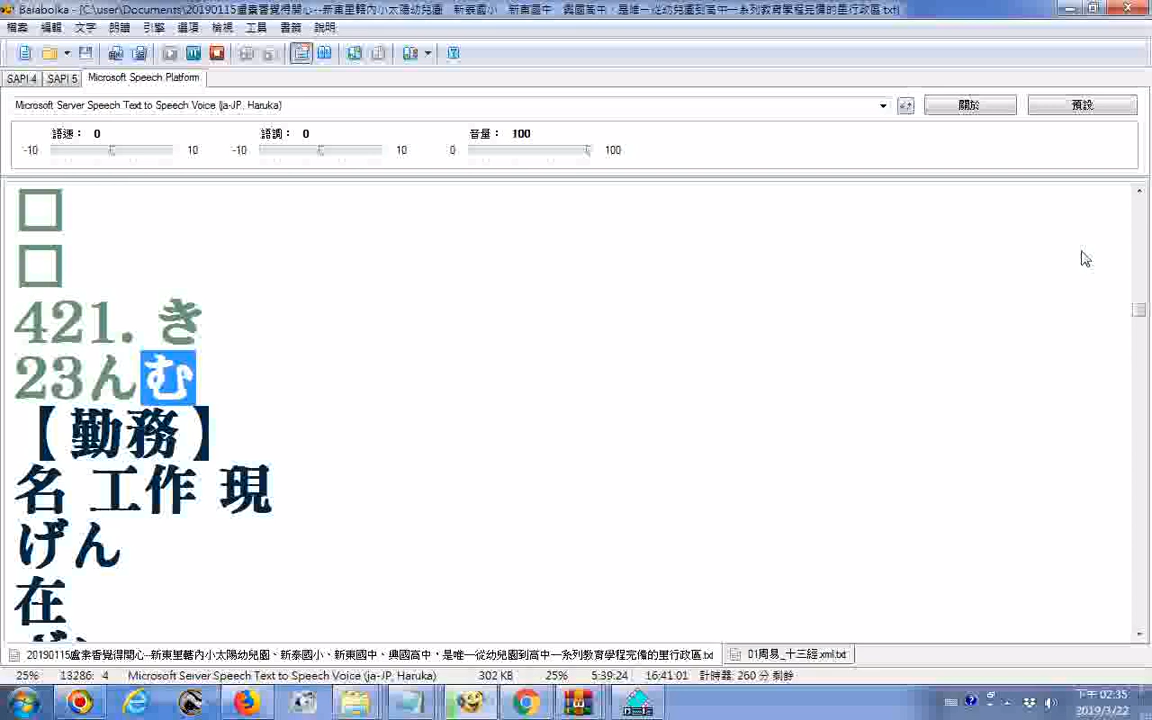 Balabolka - [C:\user\Documents\20190115盧素香覺得開心--新東里轄內小太陽幼兒園、新泰國小、新東國中、興國高中，是唯一從幼兒園到高中一系列教育學程完備的里行政區.txt]
檔案 編輯 文字 朗讀 引擎 選項 檢視 工具 書籤 說明
SAPI 4 SAPI 5 Microsoft Speech Platform
Microsoft Server Speech Text to Speech Voice (ja-JP, Haruka) 關於 預設
語速： 0 語調： 0 音量： 100
-10 10 -10 10 0 100
□
□
421. き
23んむ
【勤務】
名 工作 現
げん
在
20190115盧素香覺得開心--新東里轄內小太陽幼兒園、新泰國小、新東國中、興國高中，是唯一從幼兒園到高中一系列教育學程完備的里行政區.txt 01周易_十三經.xml.txt
25% 13286: 4 Microsoft Server Speech Text to Speech Voice (ja-JP, Haruka) 302 KB 25% 5:39:24 16:41:01 計時器: 260 分 剩餘
下午 02:35
2019/3/22